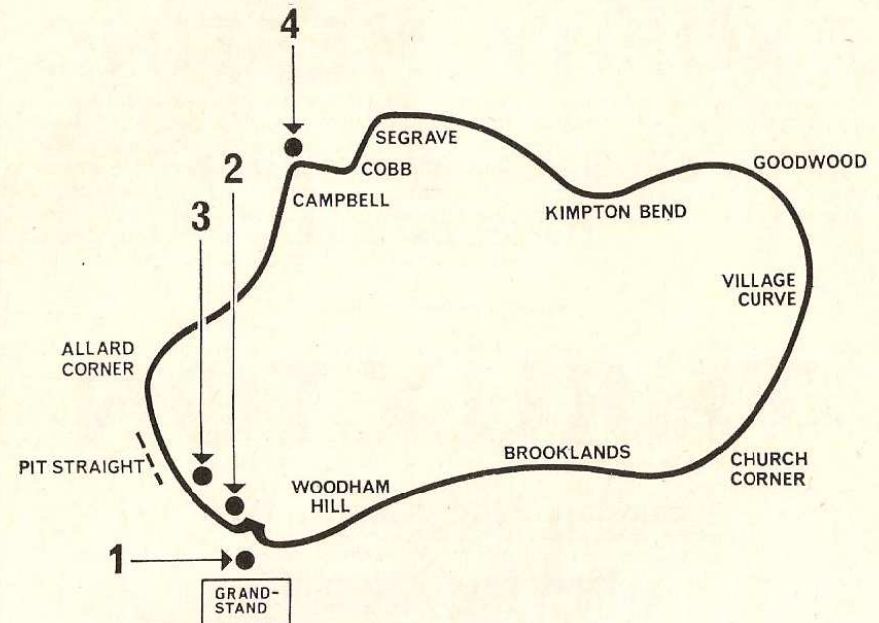 4
SEGRAVE
COBB
2
CAMPBELL
GOODWOOD
KIMPTON BEND
3
VILLAGE
CURVE
ALLARD
CORNER
PIT STRAIGHT
BROOKLANDS
WOODHAM
HILL
CHURCH
CORNER
1
GRAND-
STAND